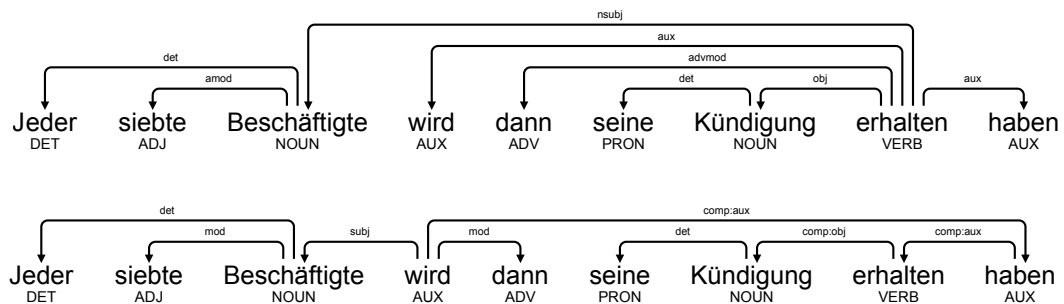 nsubj
aux
det advmod
amod det obj aux
Jeder siebte Beschäftigte wird dann seine Kündigung erhalten haben
DET ADJ NOUN AUX ADV PRON NOUN VERB AUX
det comp:aux
mod subj mod det comp:obj comp:aux
Jeder siebte Beschäftigte wird dann seine Kündigung erhalten haben
DET ADJ NOUN AUX ADV PRON NOUN VERB AUX